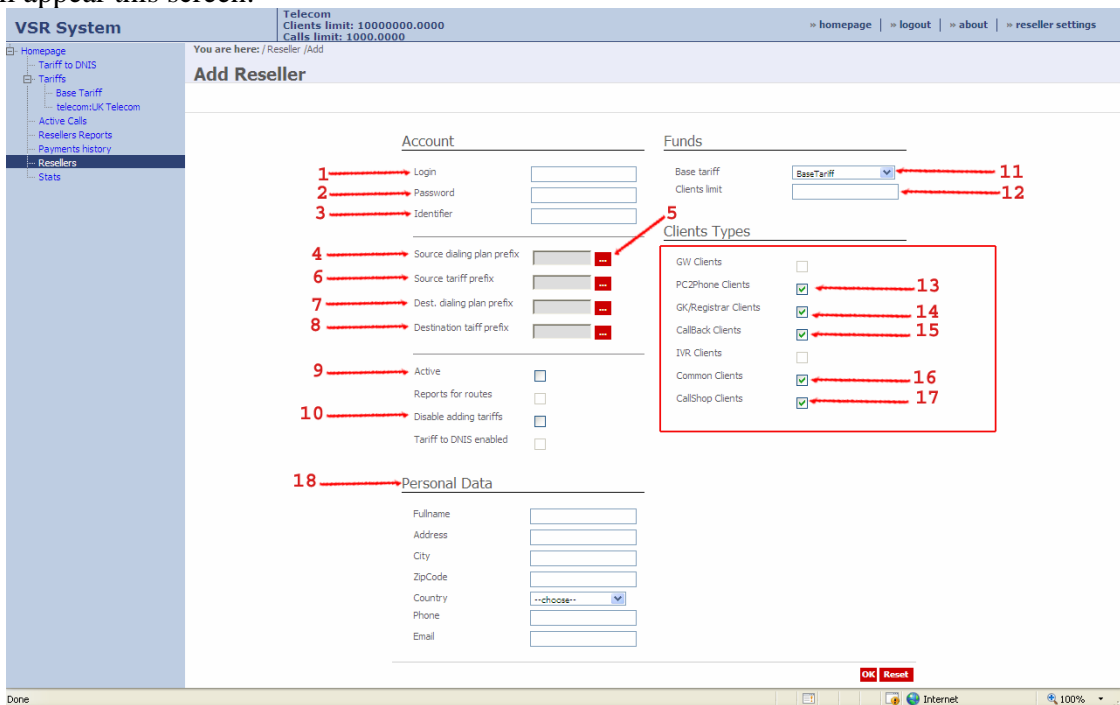 n appear this screen:
VSR System
Telecom
Clients limit: 10000000.0000
Calls limit: 1000.0000
» homepage | » logout | » about | » reseller settings
You are here: / Reseller /Add
Add Reseller
Homepage
Tariff to DNIS
Tariffs
Base Tariff
telecom:UK Telecom
Active Calls
Resellers Reports
Payments history
Resellers
Stats
Account
1 Login
2 Password
3 Identifier
4 Source dialing plan prefix ... 5
6 Source tariff prefix ...
7 Dest. dialing plan prefix ...
8 Destination taiff prefix ...
9 Active
Reports for routes
10 Disable adding tariffs
Tariff to DNIS enabled
Funds
Base tariff BaseTariff 11
Clients limit 12
Clients Types
GW Clients
PC2Phone Clients 13
GK/Registrar Clients 14
CallBack Clients 15
IVR Clients
Common Clients 16
CallShop Clients 17
18 Personal Data
Fullname
Address
City
ZipCode
Country --choose--
Phone
Email
OK Reset
Done Internet 100%